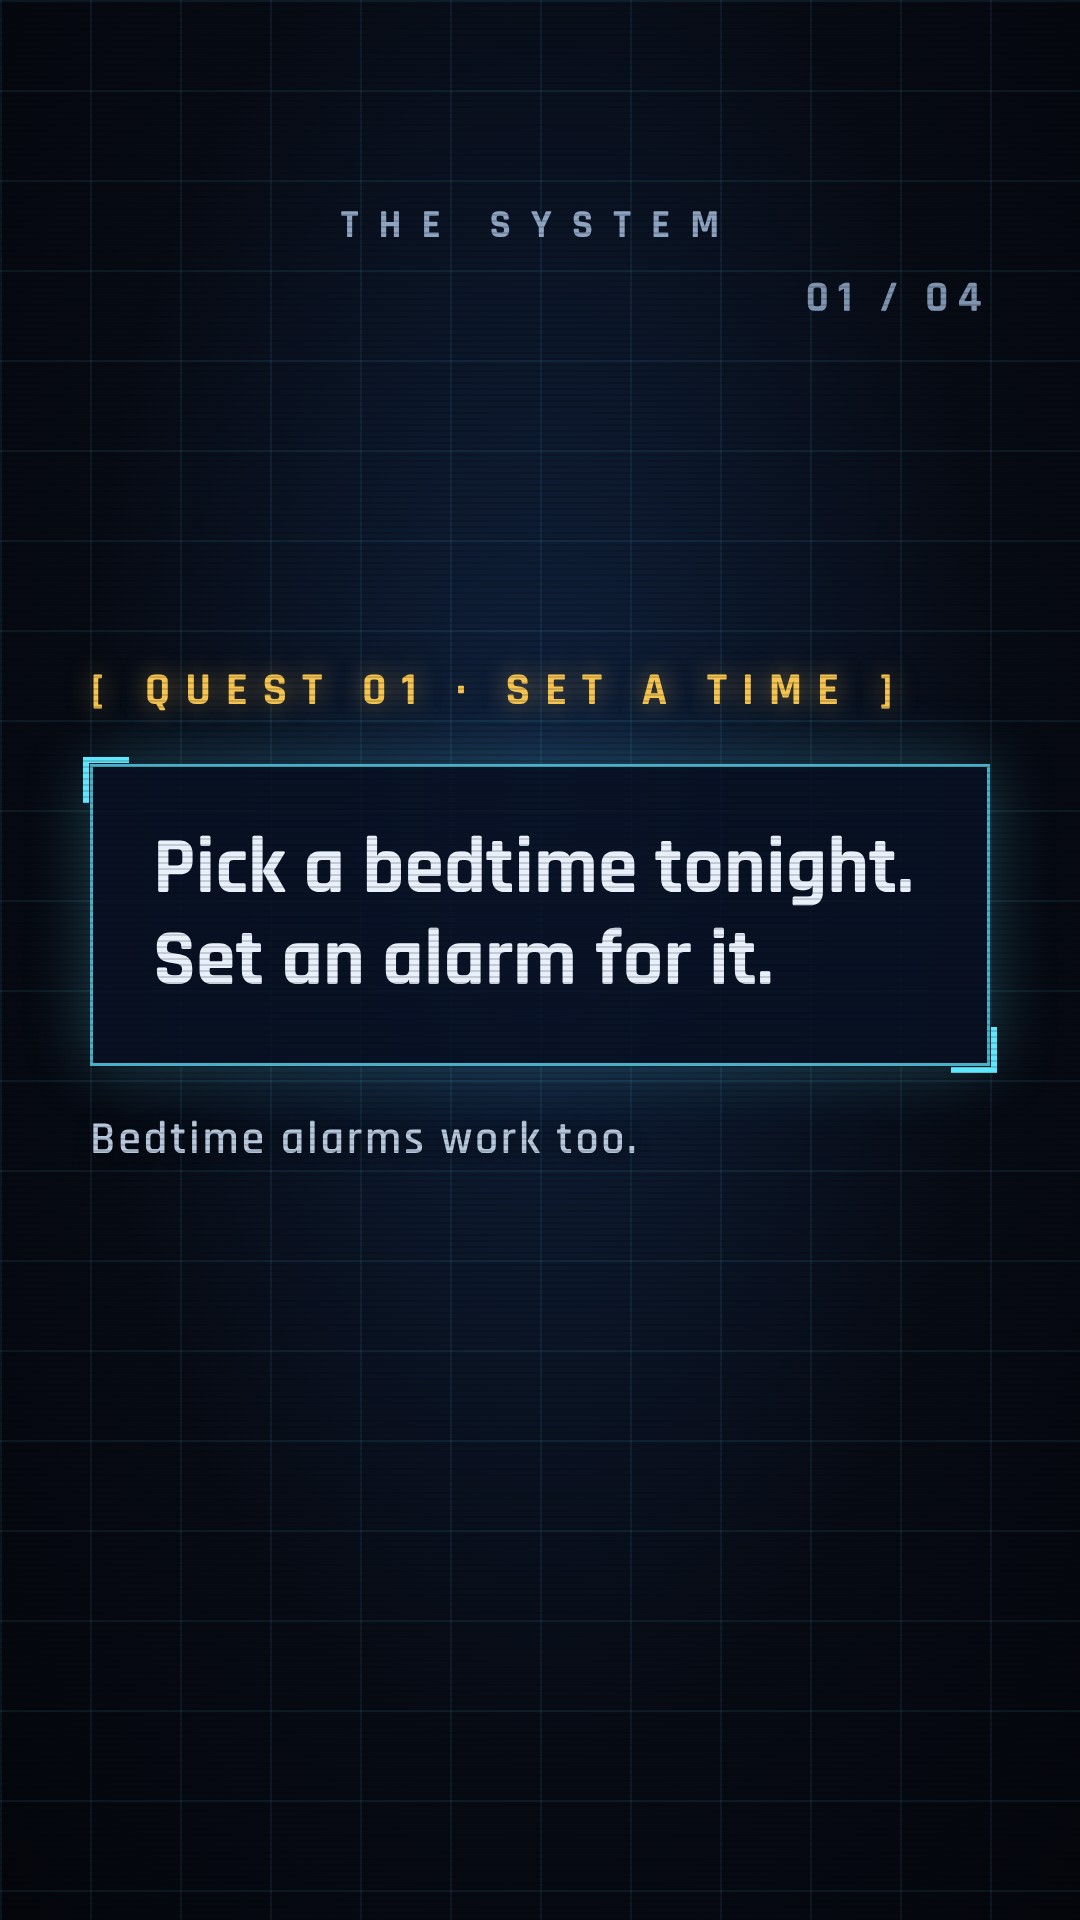 THE SYSTEM
01 / 04
[ QUEST 01 · SET A TIME ]
Pick a bedtime tonight.
Set an alarm for it.
Bedtime alarms work too.